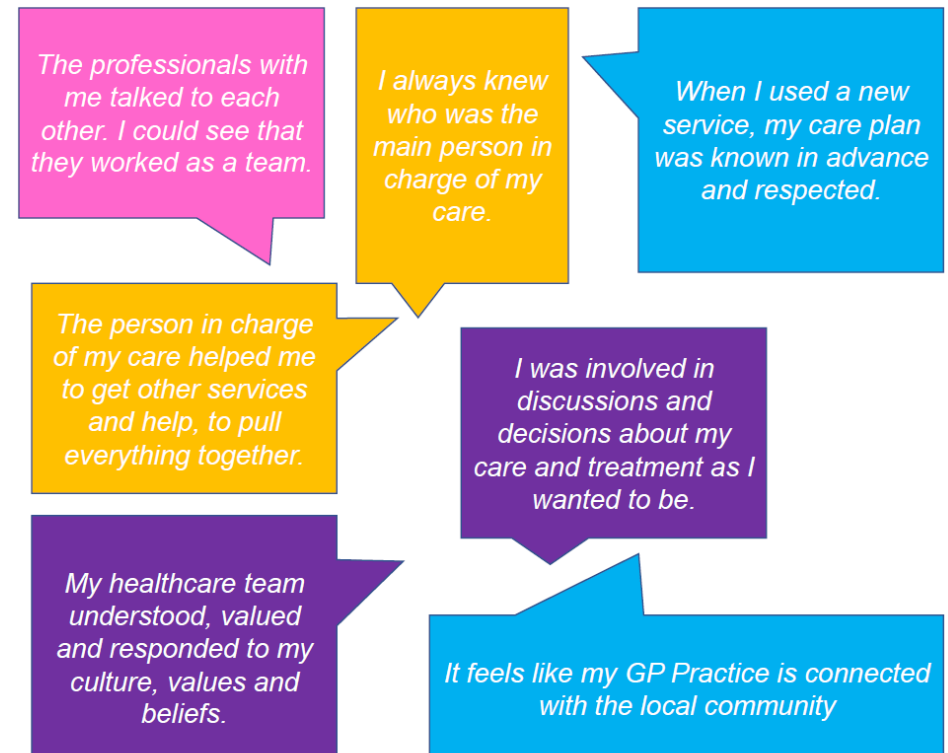 The professionals with
me talked to each
other. I could see that
they worked as a team.
I always knew
who was the
main person in
charge of my
care.
When I used a new
service, my care plan
was known in advance
and respected.
The person in charge
of my care helped me
to get other services
and help, to pull
everything together.
I was involved in
discussions and
decisions about my
care and treatment as I
wanted to be.
My healthcare team
understood, valued
and responded to my
culture, values and
beliefs.
It feels like my GP Practice is connected
with the local community